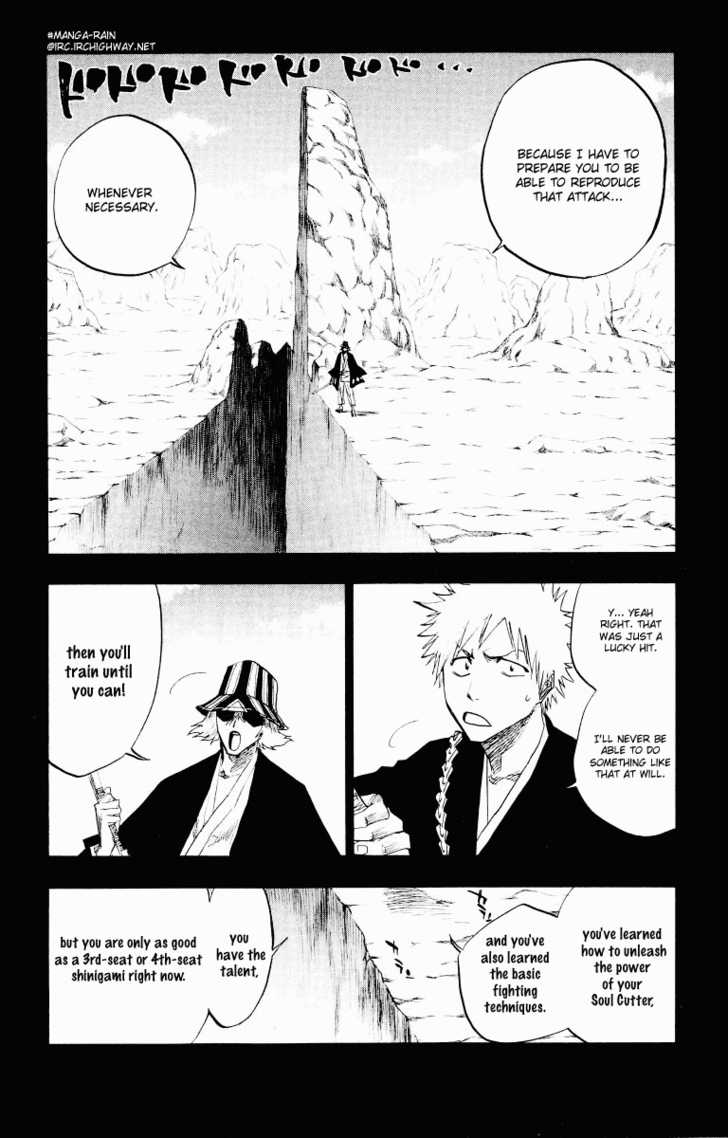 #MANGA-RAIN
@IRC.IRCHIGHWAY.NET
BECAUSE I HAVE TO
PREPARE YOU TO BE
ABLE TO REPRODUCE
THAT ATTACK...
WHENEVER
NECESSARY.
Y... YEAH
RIGHT. THAT
WAS JUST A
LUCKY HIT.
I'LL NEVER BE
ABLE TO DO
SOMETHING LIKE
THAT AT WILL.
then you'll
train until
you can!
you've learned
how to unleash
the power
of your
Soul Cutter,
and you've
also learned
the basic
fighting
techniques.
you
have the
talent,
but you are only as good
as a 3rd-seat or 4th-seat
shinigami right now.